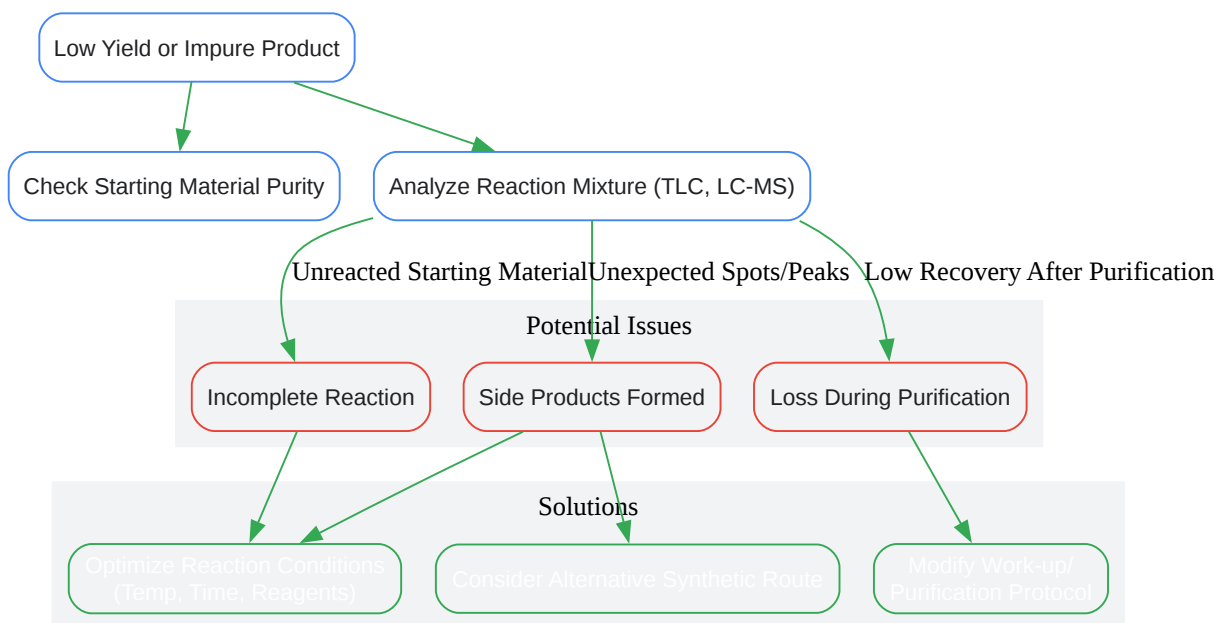 Low Yield or Impure Product
Check Starting Material Purity
Analyze Reaction Mixture (TLC, LC-MS)
Unreacted Starting Material
Unexpected Spots/Peaks
Low Recovery After Purification
Potential Issues
Incomplete Reaction
Side Products Formed
Loss During Purification
Solutions
Optimize Reaction Conditions
(Temp, Time, Reagents)
Consider Alternative Synthetic Route
Modify Work-up/
Purification Protocol